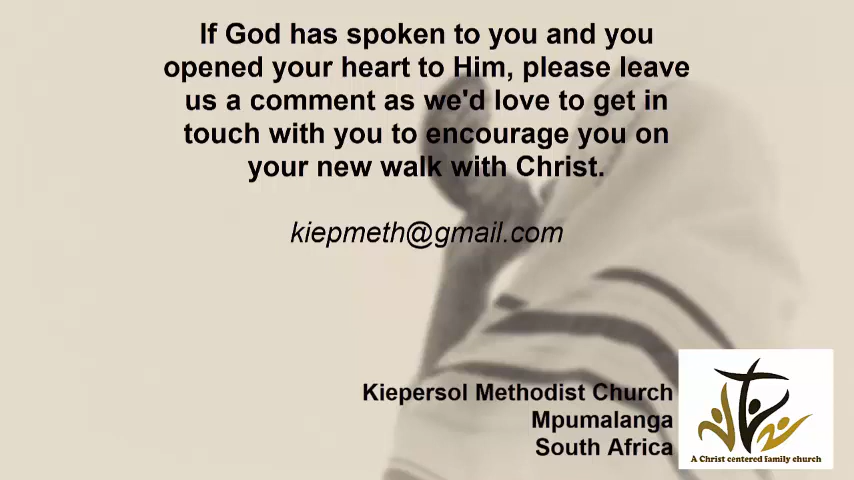 If God has spoken to you and you
opened your heart to Him, please leave
us a comment as we'd love to get in
touch with you to encourage you on
your new walk with Christ.
kiepmeth@gmail.com
Kiepersol Methodist Church
Mpumalanga
South Africa
A Christ centered family church